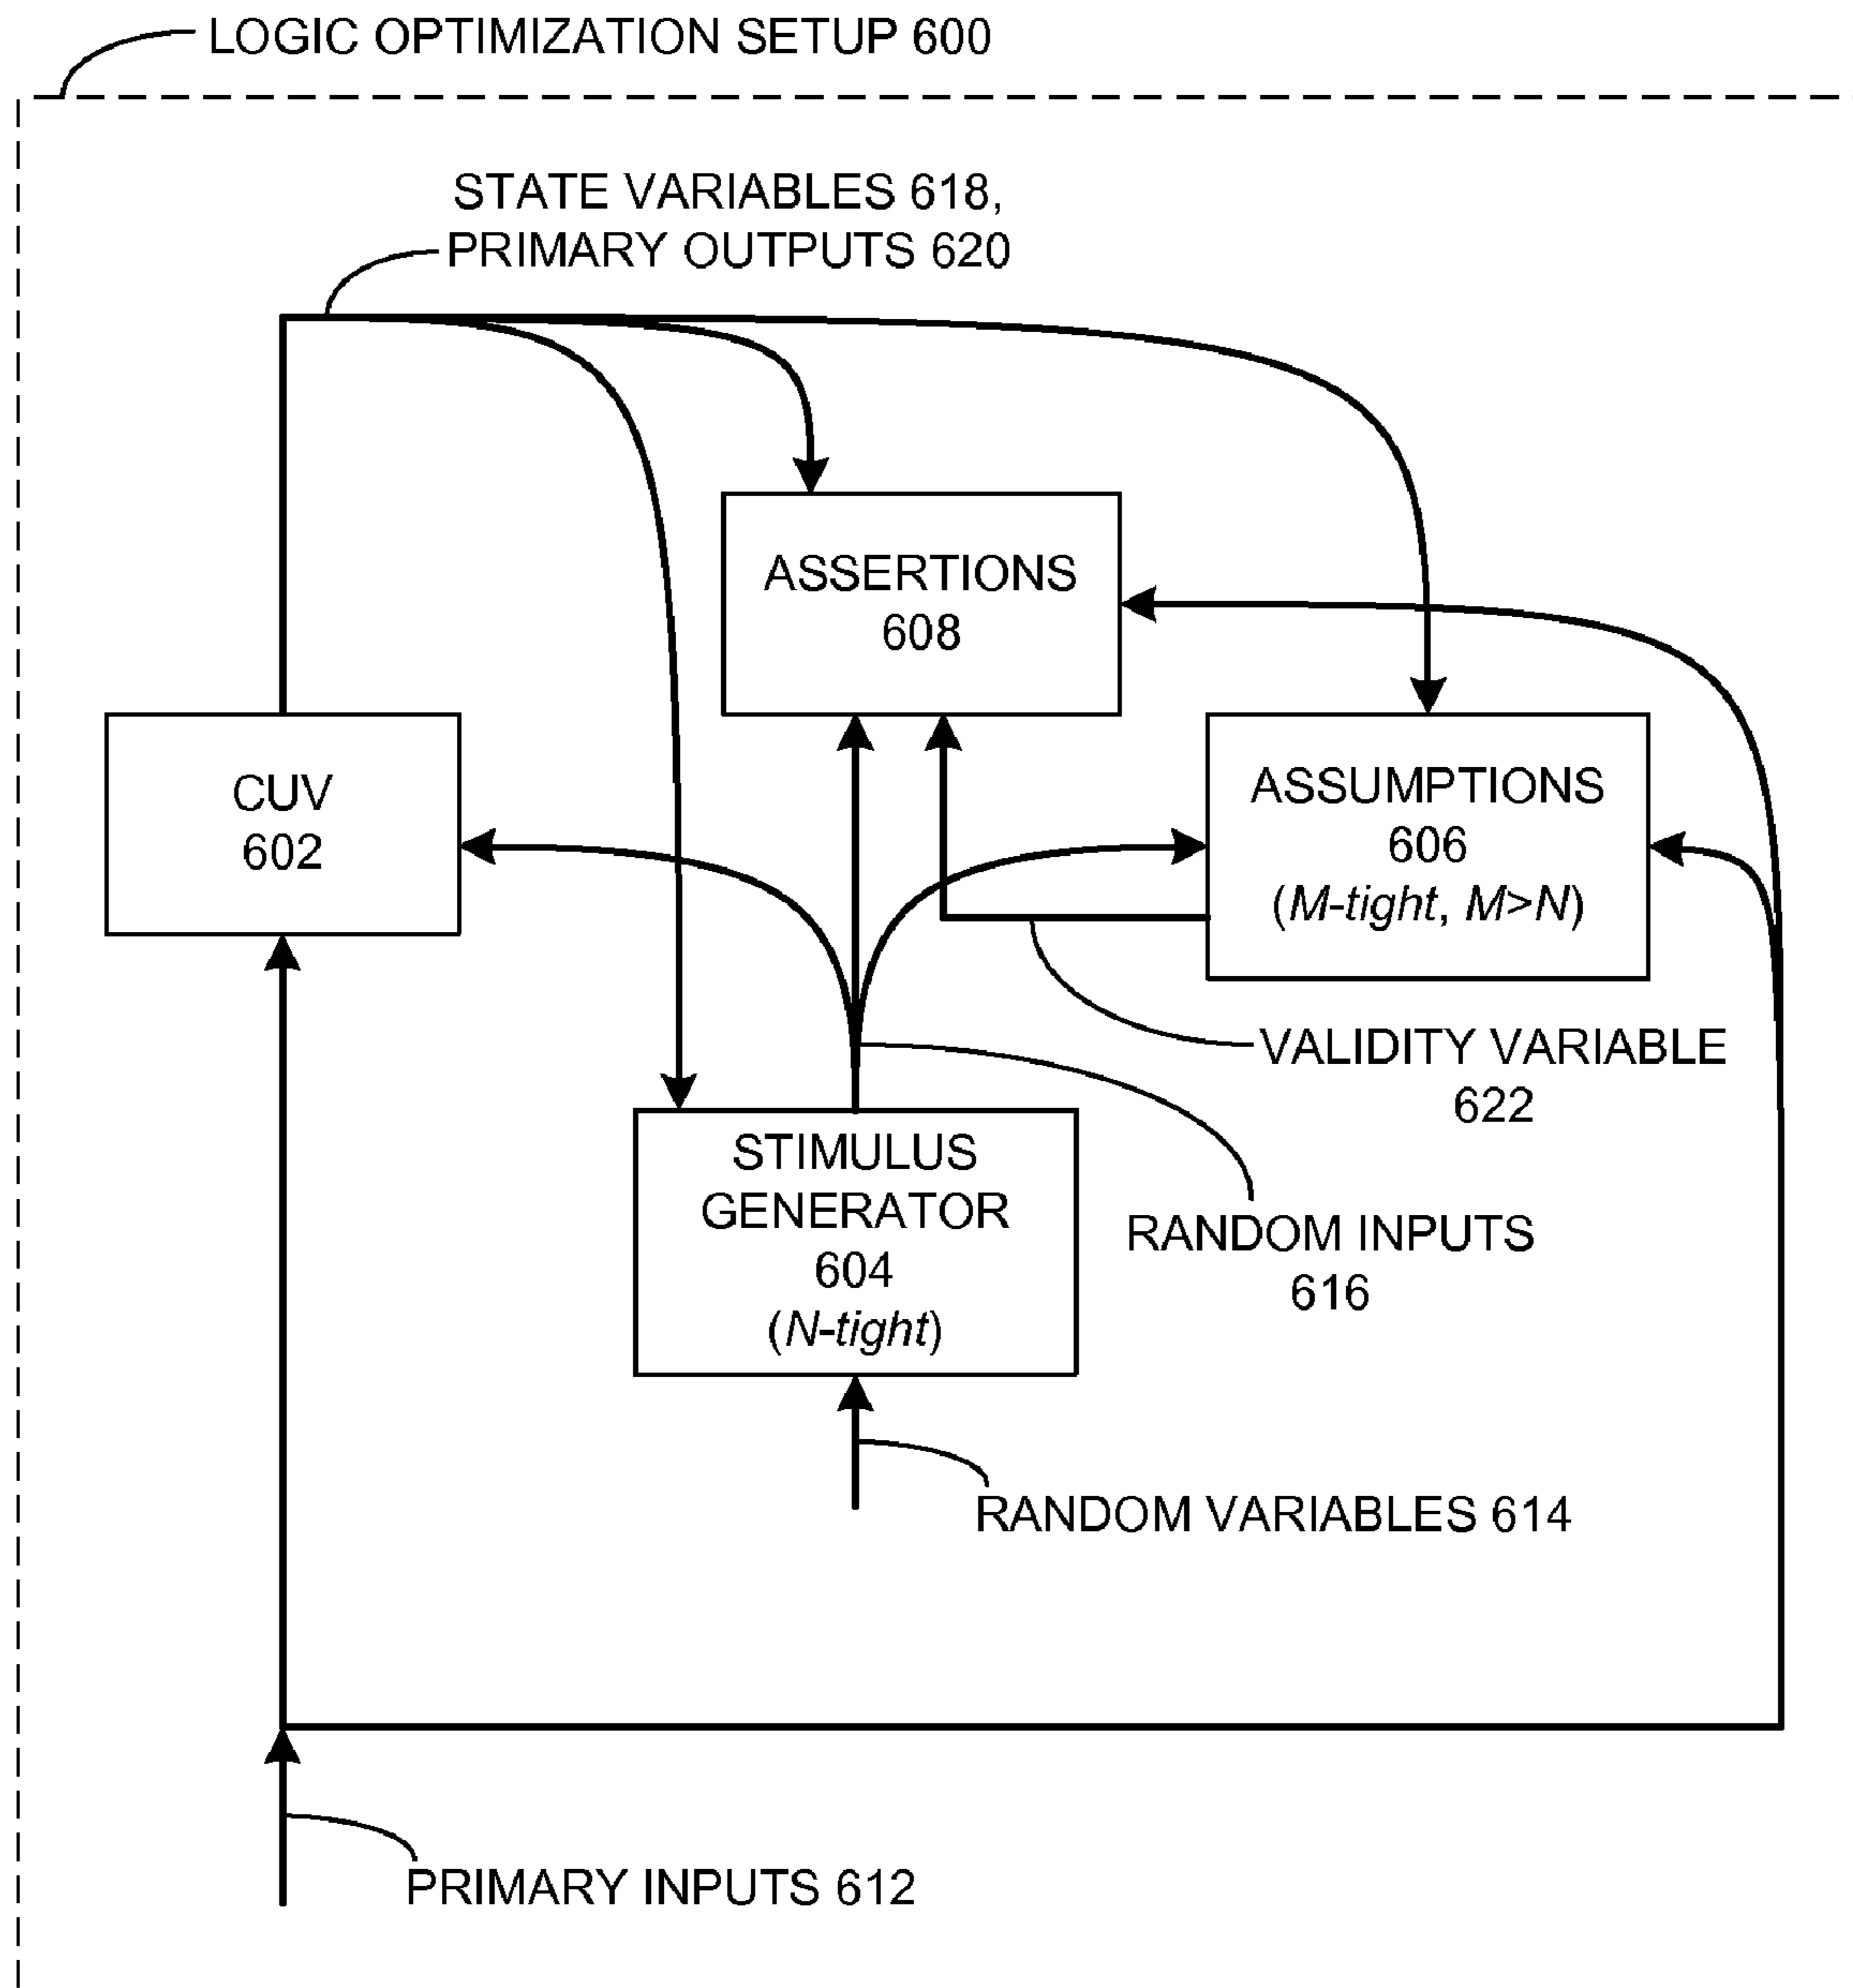 LOGIC OPTIMIZATION SETUP 600
STATE VARIABLES 618,
PRIMARY OUTPUTS 620
ASSERTIONS
608
CUV
602
ASSUMPTIONS
606
(M-tight, M>N)
VALIDITY VARIABLE
622
STIMULUS
GENERATOR
604
(N-tight)
RANDOM INPUTS
616
RANDOM VARIABLES 614
PRIMARY INPUTS 612